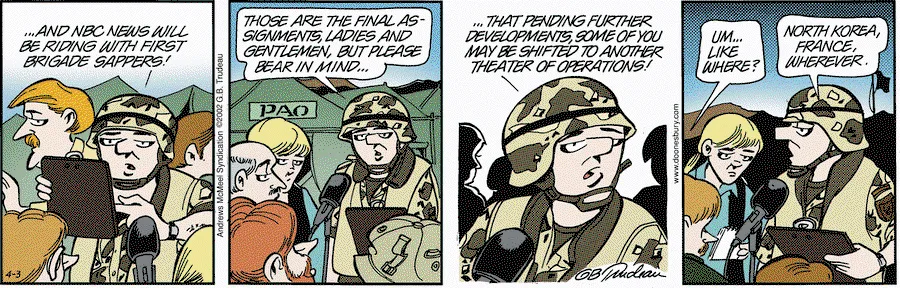 ...AND NBC NEWS WILL
BE RIDING WITH FIRST
BRIGADE SAPPERS!
4-3
Andrews McMeel Syndication ©2002 G.B. Trudeau
THOSE ARE THE FINAL AS-
SIGNMENTS, LADIES AND
GENTLEMEN, BUT PLEASE
BEAR IN MIND...
PAO
...THAT PENDING FURTHER
DEVELOPMENTS, SOME OF YOU
MAY BE SHIFTED TO ANOTHER
THEATER OF OPERATIONS!
GB Trudeau
www.doonesbury.com
UM...
LIKE
WHERE?
NORTH KOREA,
FRANCE,
WHEREVER.